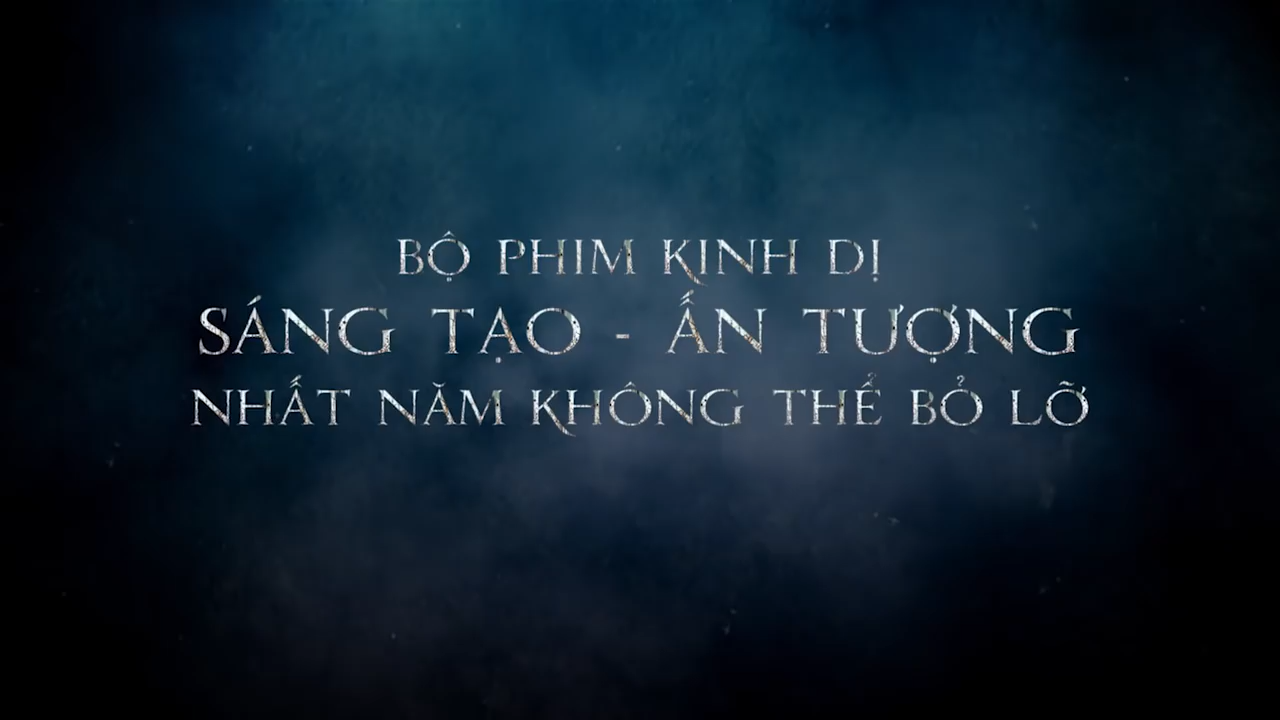 BỘ PHIM KINH DỊ
SÁNG TẠO - ẤN TƯỢNG
NHẤT NĂM KHÔNG THỂ BỎ LỠ